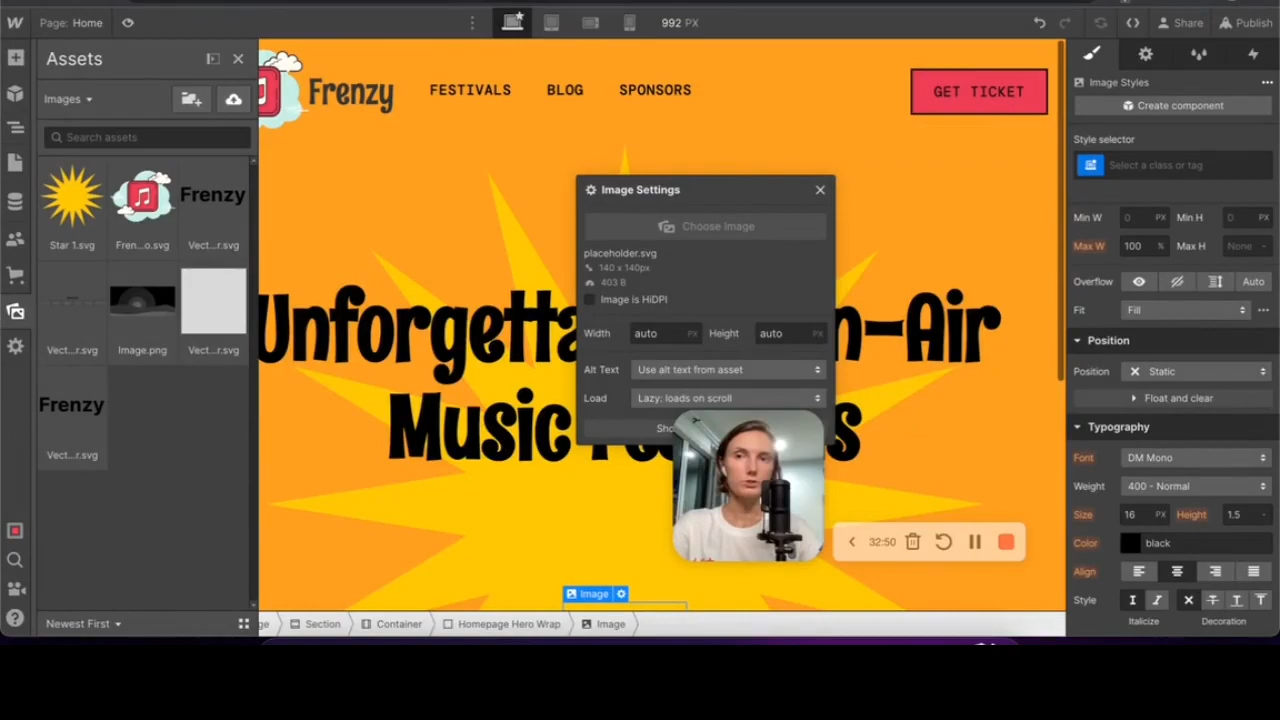 Page: Home
992 PX
Share
Publish
Assets
Images
Search assets
Star 1.svg
Fren...o.svg
Frenzy
Vect...r.svg
Vect...r.svg
Image.png
Vect...r.svg
Frenzy
Vect...r.svg
Newest First
Frenzy
FESTIVALS
BLOG
SPONSORS
GET TICKET
Image Settings
Choose Image
placeholder.svg
140 x 140px
403 B
Image is HiDPI
Width
auto
PX
Height
auto
PX
Alt Text
Use alt text from asset
Load
Lazy: loads on scroll
32:50
Image
Section
Container
Homepage Hero Wrap
Image
Image Styles
Create component
Style selector
Select a class or tag
Min W
0
PX
Min H
0
PX
Max W
100
%
Max H
None
Overflow
Auto
Fit
Fill
Position
Position
Static
Float and clear
Typography
Font
DM Mono
Weight
400 - Normal
Size
16
PX
Height
1.5
-
Color
black
Align
Style
Italicize
Decoration
Music